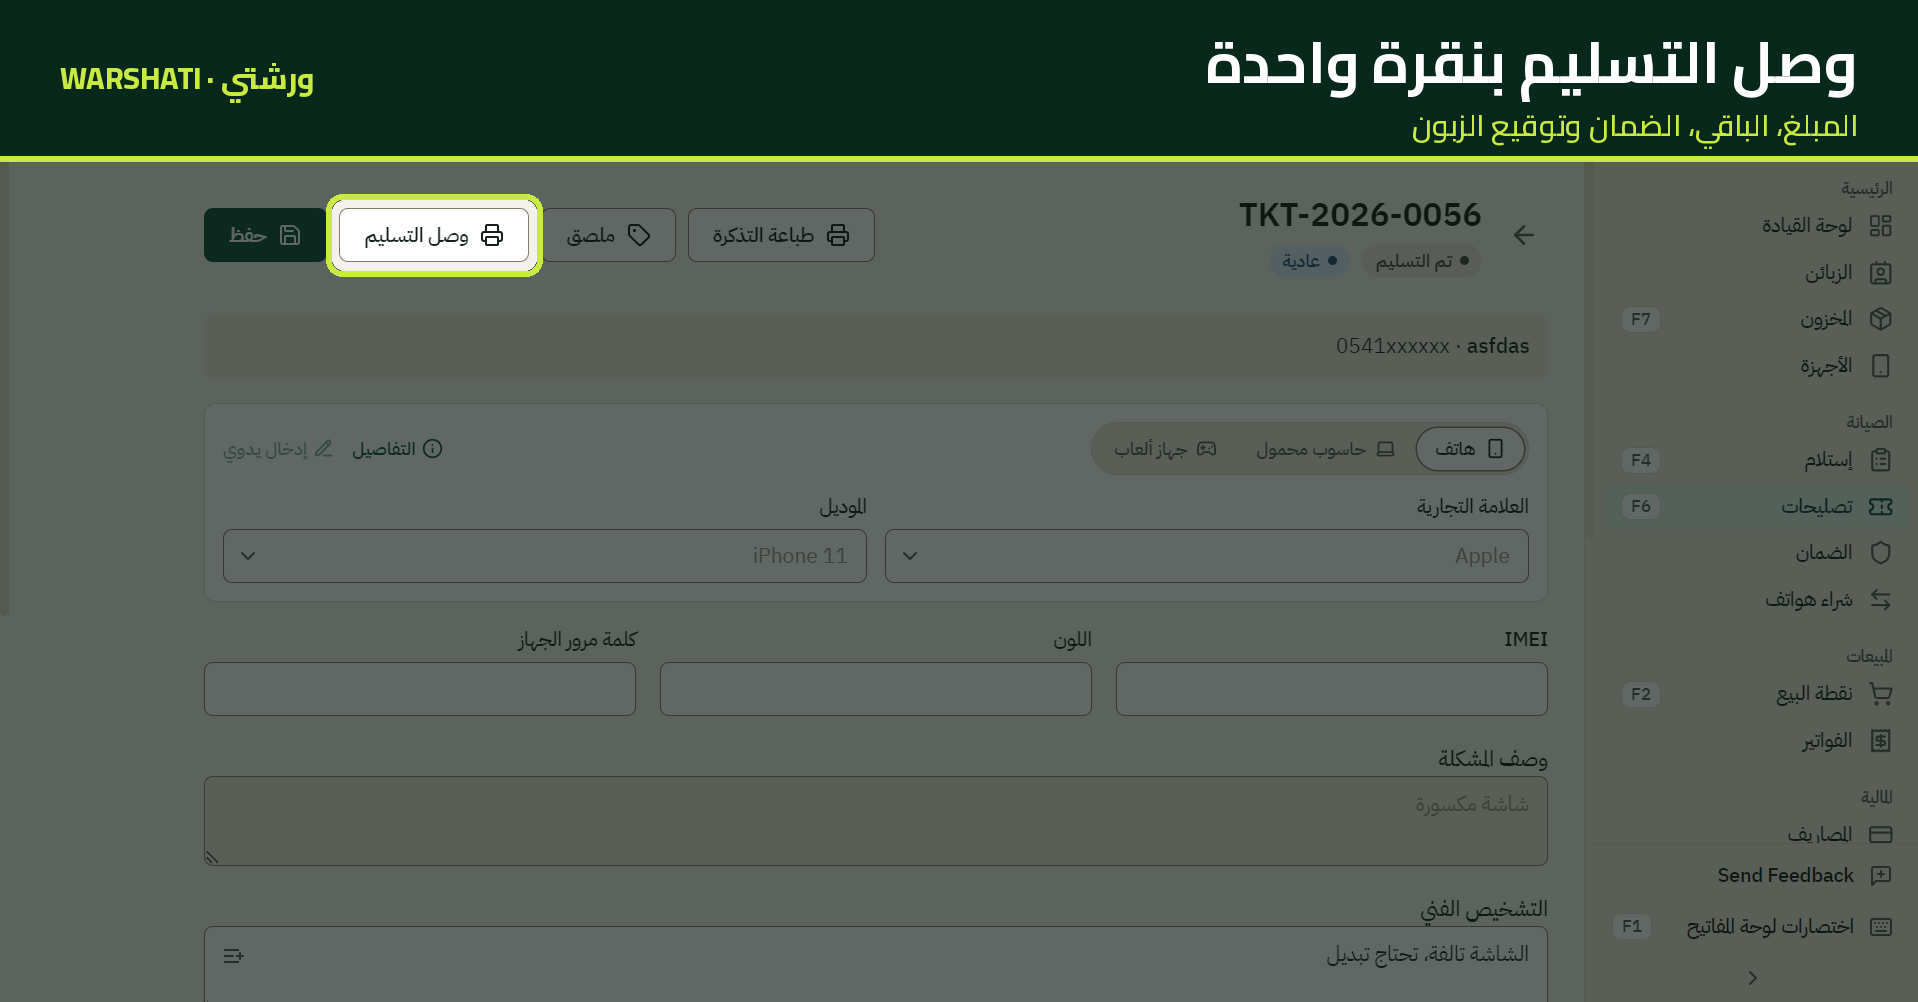 وصل التسليم بنقرة واحدة
المبلغ، الباقي، الضمان وتوقيع الزبون
ورشتي · WARSHATI
الرئيسية
لوحة القيادة
الزبائن
المخزون F7
الأجهزة
الصيانة
إستلام F4
تصليحات F6
الضمان
شراء هواتف
المبيعات
نقطة البيع F2
الفواتير
المالية
المصاريف
Send Feedback
اختصارات لوحة المفاتيح F1
TKT-2026-0056
تم التسليم عادية
طباعة التذكرة ملصق وصل التسليم حفظ
asfdas · 0541xxxxxx
هاتف حاسوب محمول جهاز ألعاب التفاصيل إدخال يدوي
العلامة التجارية الموديل
Apple iPhone 11
IMEI اللون كلمة مرور الجهاز
وصف المشكلة
شاشة مكسورة
التشخيص الفني
الشاشة تالفة، تحتاج تبديل